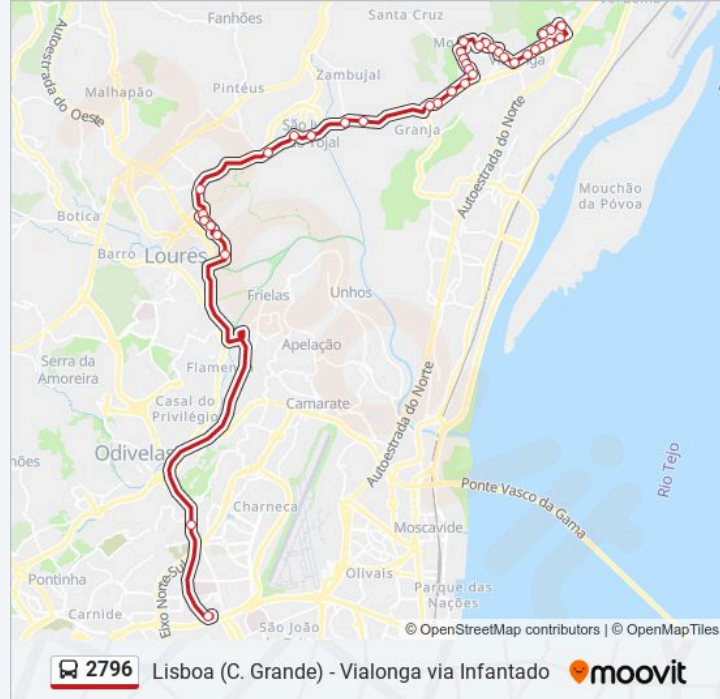 Fanhões
Santa Cruz
Autoestrada do Oeste
Pintéus
Zambujal
Malhapão
Granja
Autoestrada do Norte
Mouchão
da Póvoa
Botica
Barro
Loures
Frielas
Unhos
Serra da
Amoreira
Apelação
Casal do
Privilégio
Camarate
Autoestrada do Norte
Odivelas
Rio Tejo
Ponte Vasco da Gama
Charneca
Moscavide
Pontinha
Olivais
Parque das
Nações
Carnide
Eixo Norte-Sul
São João
© OpenStreetMap contributors | © OpenMapTiles
2796
Lisboa (C. Grande) - Vialonga via Infantado
moovit